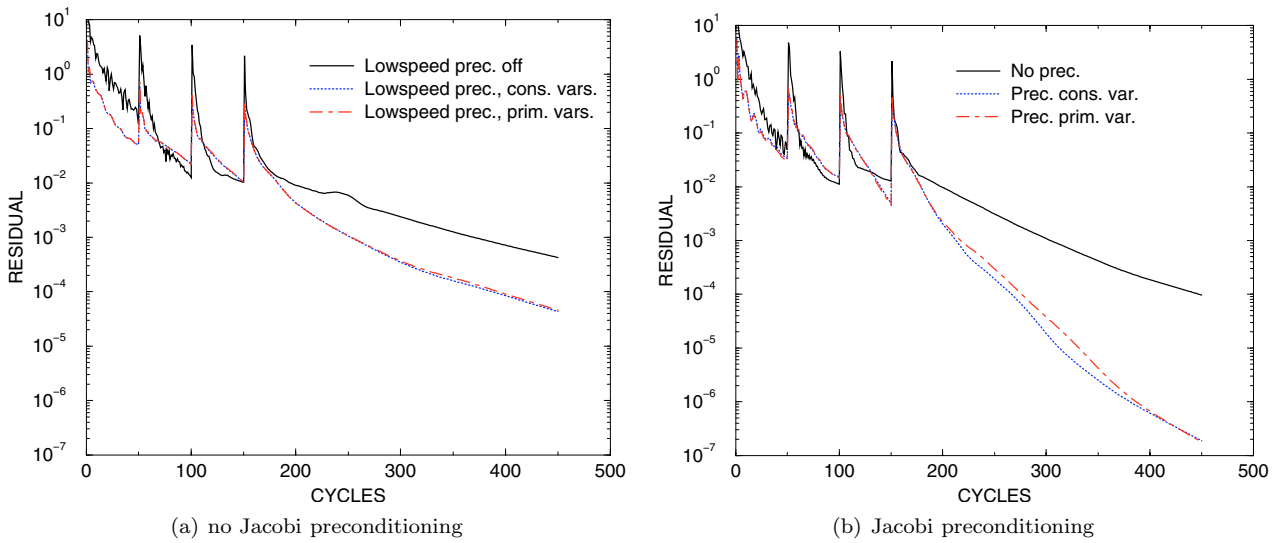 10^1
10^0
10^-1
10^-2
10^-3
10^-4
10^-5
10^-6
10^-7
RESIDUAL
Lowspeed prec. off
Lowspeed prec., cons. vars.
Lowspeed prec., prim. vars.
0
100
200
300
400
500
CYCLES
(a) no Jacobi preconditioning
10^1
10^0
10^-1
10^-2
10^-3
10^-4
10^-5
10^-6
10^-7
RESIDUAL
No prec.
Prec. cons. var.
Prec. prim. var.
0
100
200
300
400
500
CYCLES
(b) Jacobi preconditioning